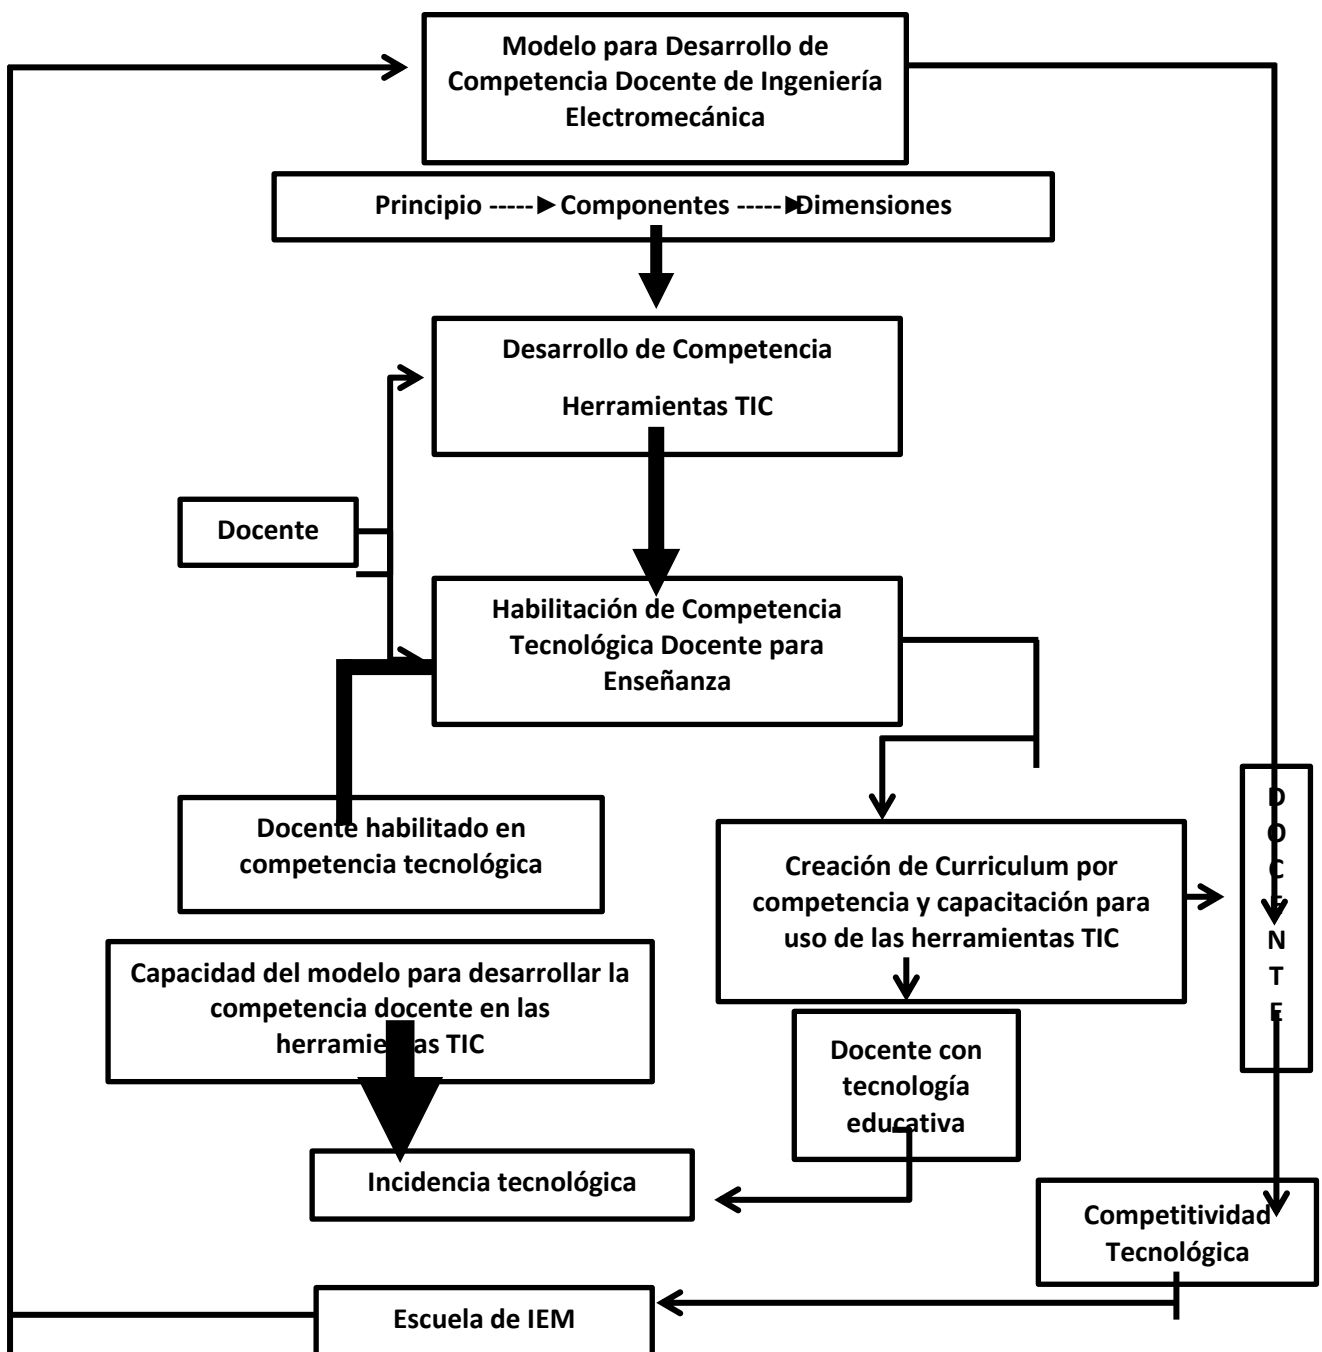 Modelo para Desarrollo de
Competencia Docente de Ingeniería
Electromecánica
Principio -----► Componentes -----►Dimensiones
Desarrollo de Competencia
Herramientas TIC
Docente
Habilitación de Competencia
Tecnológica Docente para
Enseñanza
Docente habilitado en
competencia tecnológica
Creación de Curriculum por
competencia y capacitación para
uso de las herramientas TIC
D
O
C
E
N
T
E
Capacidad del modelo para desarrollar la
competencia docente en las
herramientas TIC
Docente con
tecnología
educativa
Incidencia tecnológica
Competitividad
Tecnológica
Escuela de IEM